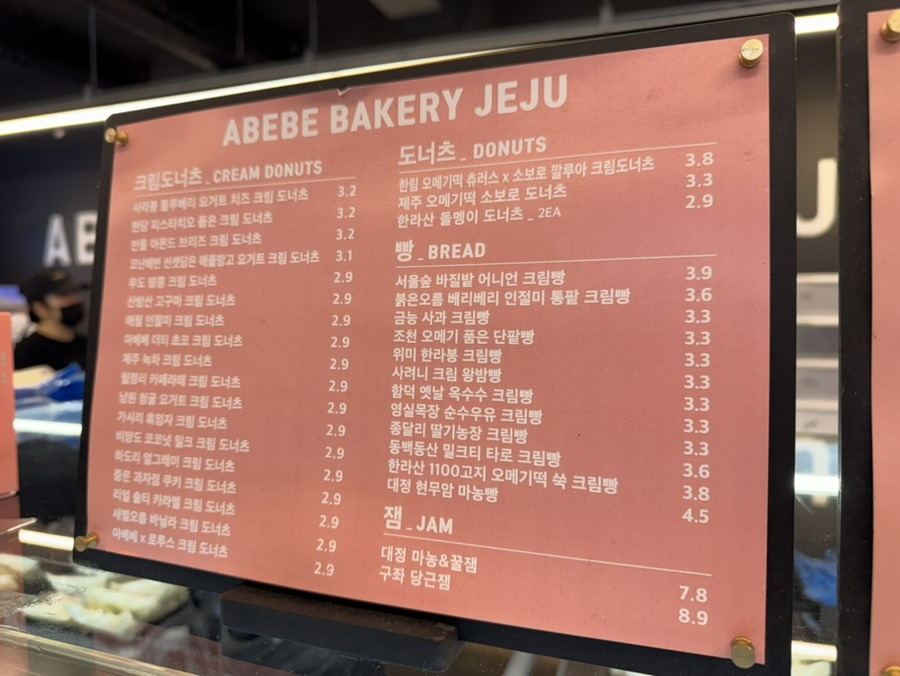 ABEBE BAKERY JEJU
크림도너츠 _ CREAM DONUTS
사라봉 블루베리 요거트 치즈 크림 도너츠 3.2
한담 피스타치오 품은 크림 도너츠 3.2
만돌 아몬드 브리즈 크림 도너츠 3.2
코난해변 선셋담은 애플망고 요거트 크림 도너츠 3.1
우도 땅콩 크림 도너츠 2.9
산방산 고구마 크림 도너츠 2.9
메밀 인절미 크림 도너츠 2.9
아베베 더티 초코 크림 도너츠 2.9
제주 녹차 크림 도너츠 2.9
월정리 카페라떼 크림 도너츠 2.9
남원 청귤 요거트 크림 도너츠 2.9
가시리 흑임자 크림 도너츠 2.9
비양도 코코넛 밀크 크림 도너츠 2.9
하도리 얼그레이 크림 도너츠 2.9
중문 과자점 쿠키 크림 도너츠 2.9
리얼 솔티 카라멜 크림 도너츠 2.9
새별오름 바닐라 크림 도너츠 2.9
아베베 x 로투스 크림 도너츠 2.9
도너츠 _ DONUTS
한림 오메기떡 츄러스 x 소보로 깔루아 크림도너츠 3.8
제주 오메기떡 소보로 도너츠 3.3
한라산 돌멩이 도너츠 _ 2EA 2.9
빵 _ BREAD
서울숲 바질밭 어니언 크림빵 3.9
붉은오름 베리베리 인절미 통팥 크림빵 3.6
금능 사과 크림빵 3.3
조천 오메기 품은 단팥빵 3.3
위미 한라봉 크림빵 3.3
사려니 크림 왕밤빵 3.3
함덕 옛날 옥수수 크림빵 3.3
영실목장 순수우유 크림빵 3.3
종달리 딸기농장 크림빵 3.3
동백동산 밀크티 타로 크림빵 3.6
한라산 1100고지 오메기떡 쑥 크림빵 3.8
대정 현무암 마농빵 4.5
잼 _ JAM
대정 마농&꿀잼 7.8
구좌 당근잼 8.9